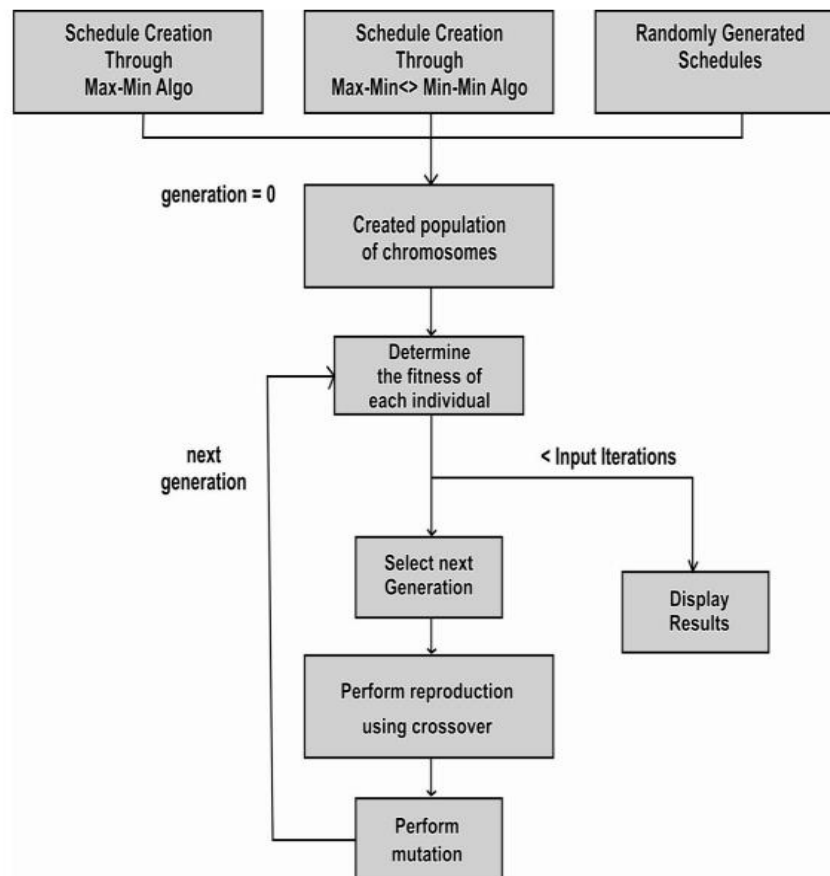 Schedule Creation
Through
Max-Min Algo
Schedule Creation
Through
Max-Min<> Min-Min Algo
Randomly Generated
Schedules
generation = 0
Created population
of chromosomes
Determine
the fitness of
each individual
next
generation
< Input Iterations
Select next
Generation
Display
Results
Perform reproduction
using crossover
Perform
mutation